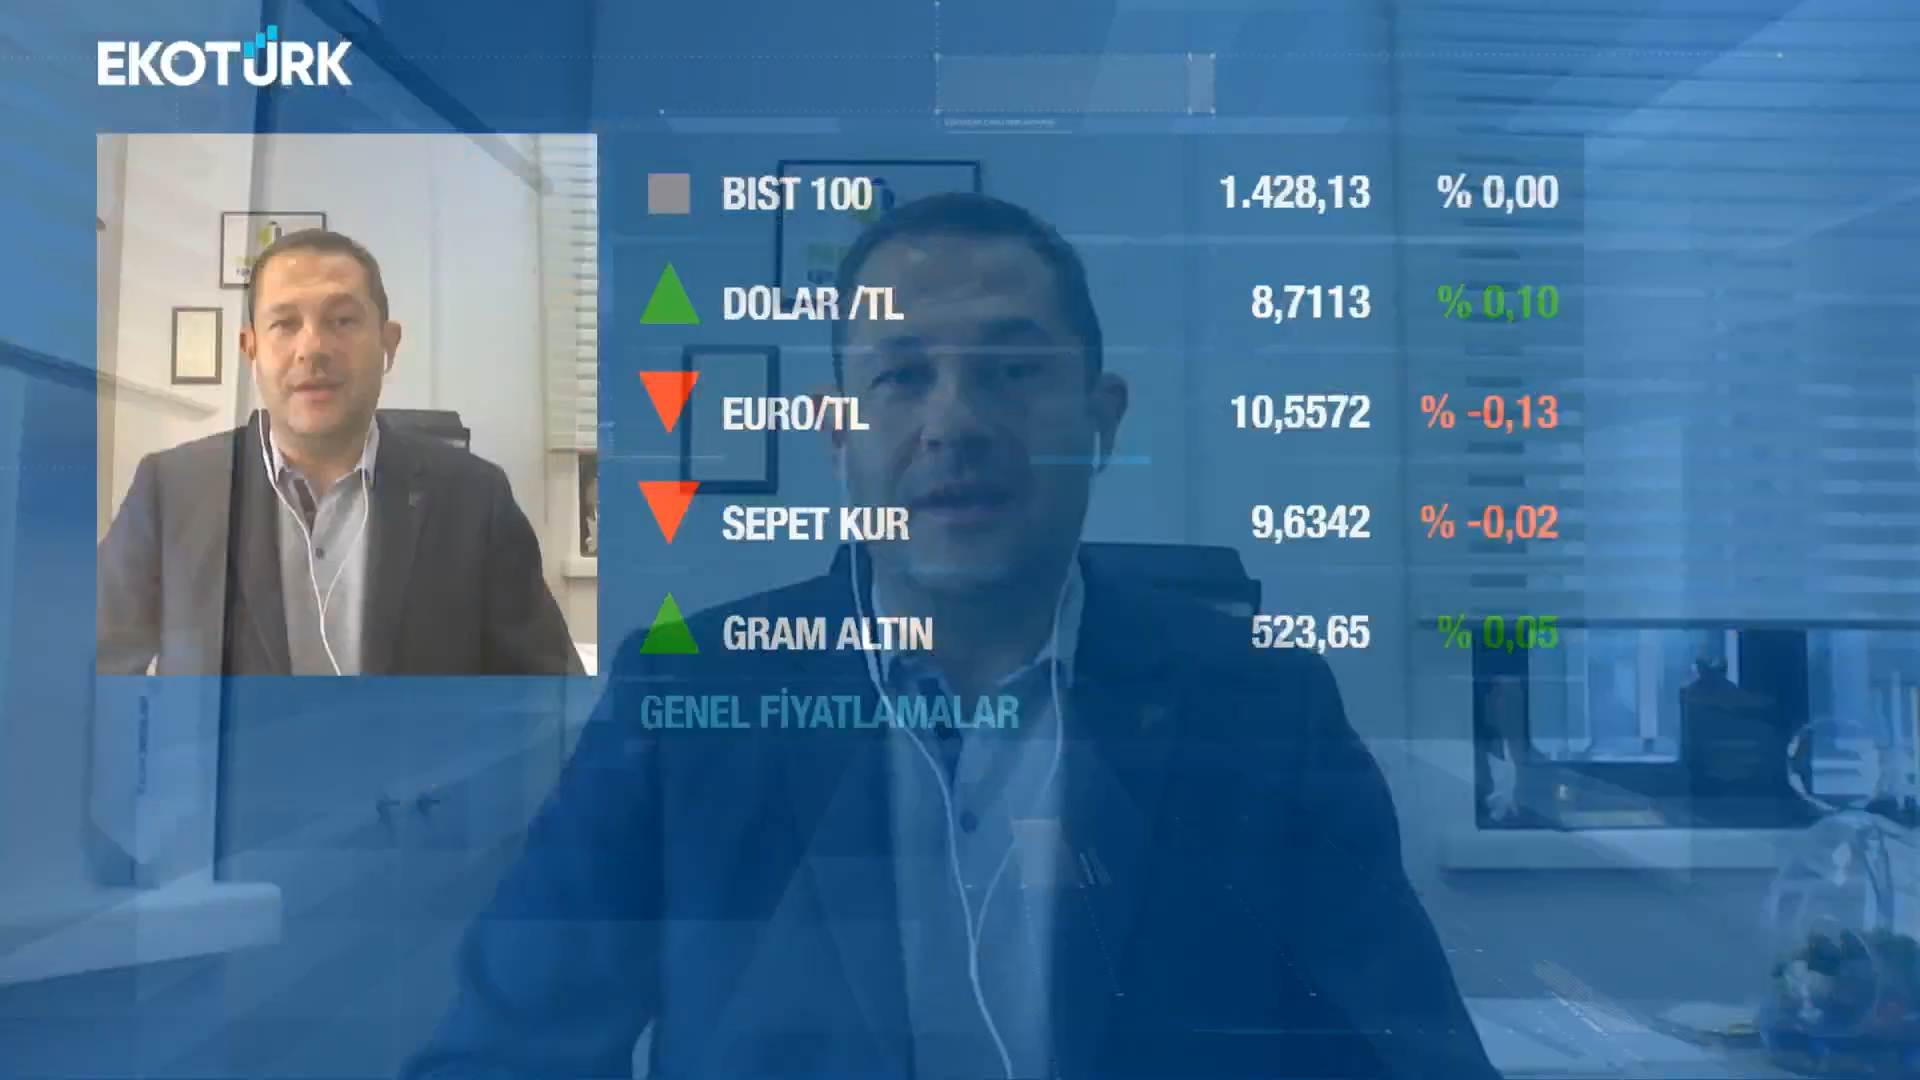 EKOTÜRK
BIST 100 1.428,13 % 0,00
DOLAR /TL 8,7113 % 0,10
EURO/TL 10,5572 % -0,13
SEPET KUR 9,6342 % -0,02
GRAM ALTIN 523,65 % 0,05
GENEL FİYATLAMALAR